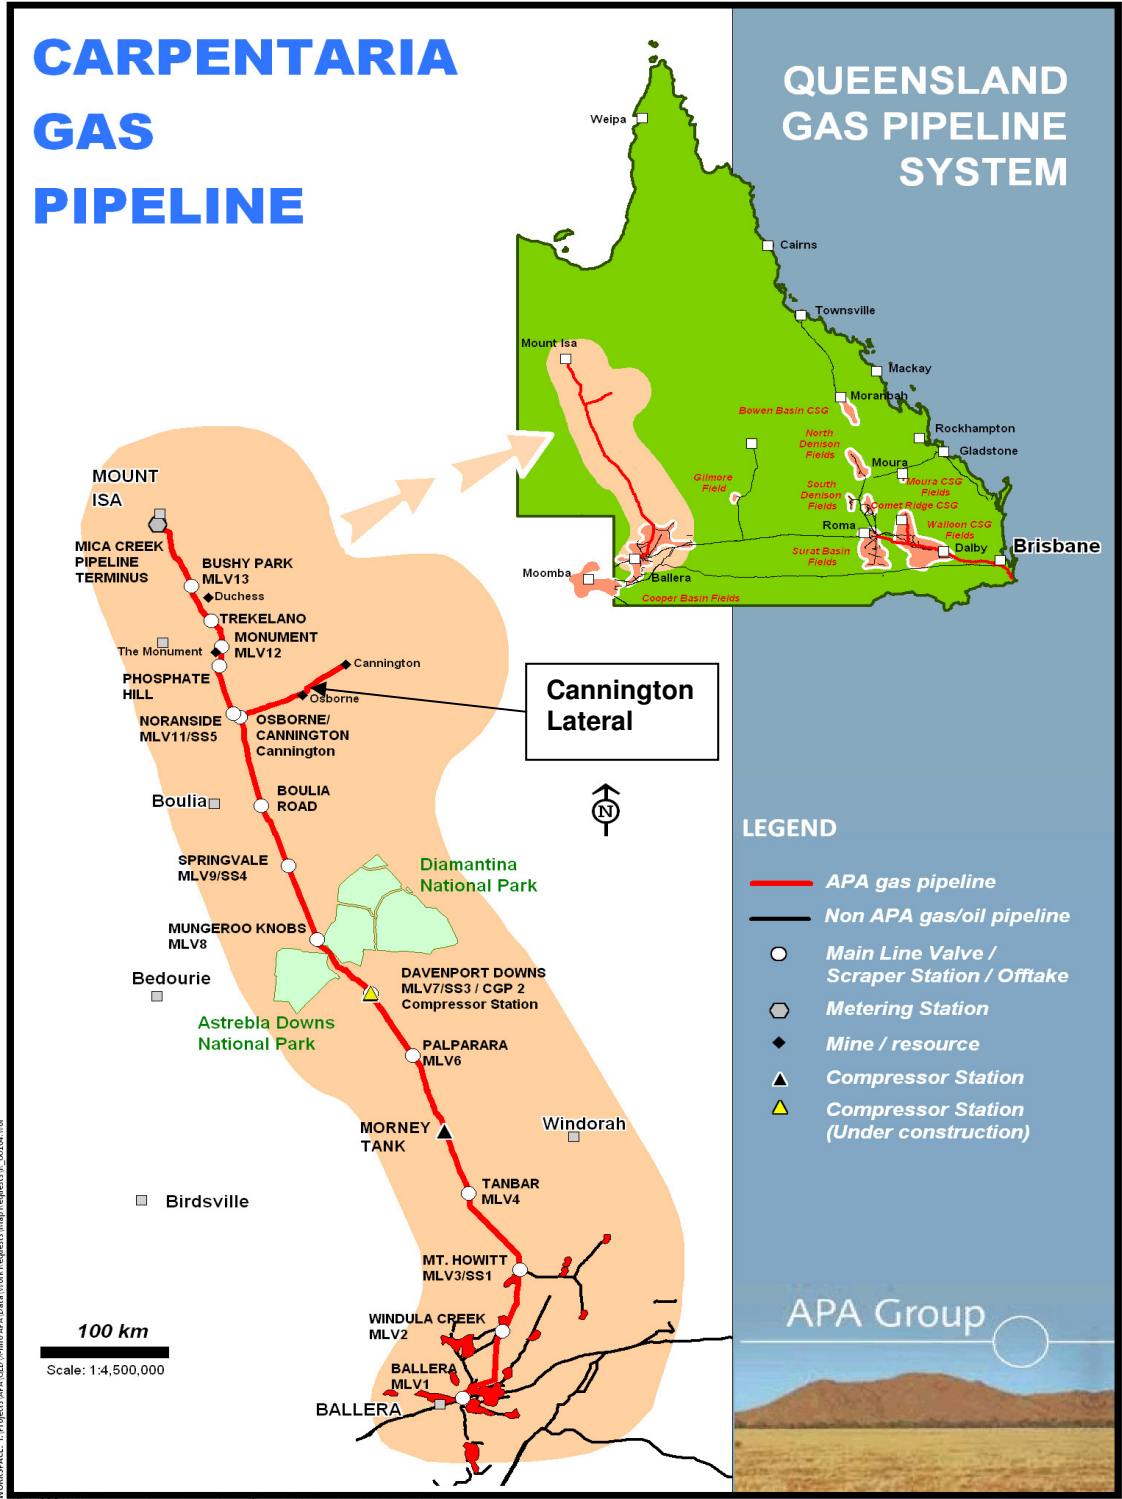 CARPENTARIA
GAS
PIPELINE
QUEENSLAND
GAS PIPELINE
SYSTEM
Weipa
Cairns
Townsville
Mount Isa
Mackay
Moranbah
Bowen Basin CSG
Rockhampton
North
Denison
Fields
Gladstone
Moura
Gilmore
Field
Moura CSG
Fields
South
Denison
Fields
Comet Ridge CSG
Roma
Walloon CSG
Fields
Surat Basin
Fields
Dalby
Brisbane
Moomba
Ballera
Cooper Basin Fields
MOUNT
ISA
MICA CREEK
PIPELINE
TERMINUS
BUSHY PARK
MLV13
Duchess
TREKELANO
MONUMENT
MLV12
The Monument
Cannington
PHOSPHATE
HILL
Osborne
NORANSIDE
MLV11/SS5
OSBORNE/
CANNINGTON
Cannington
Cannington
Lateral
N
BOULIA
ROAD
Boulia
SPRINGVALE
MLV9/SS4
Diamantina
National Park
MUNGEROO KNOBS
MLV8
Bedourie
DAVENPORT DOWNS
MLV7/SS3 / CGP 2
Compressor Station
Astrebla Downs
National Park
PALPARARA
MLV6
MORNEY
TANK
Windorah
TANBAR
MLV4
Birdsville
MT. HOWITT
MLV3/SS1
WINDULA CREEK
MLV2
BALLERA
MLV1
BALLERA
100 km
Scale: 1:4,500,000
LEGEND
APA gas pipeline
Non APA gas/oil pipeline
Main Line Valve /
Scraper Station / Offtake
Metering Station
Mine / resource
Compressor Station
Compressor Station
(Under construction)
APA Group